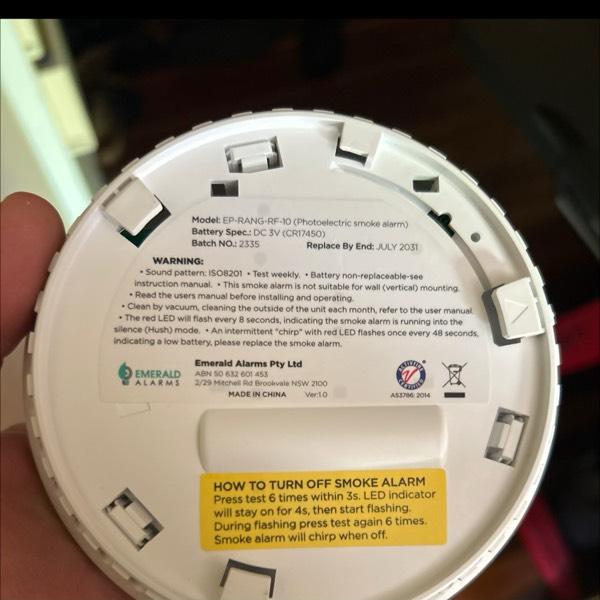 Model: EP-RANG-RF-10 (Photoelectric smoke alarm)
Battery Spec.: DC 3V (CR17450)
Batch NO.: 2335 Replace By End: JULY 2031
WARNING:
• Sound pattern: ISO8201 • Test weekly. • Battery non-replaceable-see
instruction manual. • This smoke alarm is not suitable for wall (vertical) mounting.
• Read the users manual before installing and operating.
• Clean by vacuum, cleaning the outside of the unit each month, refer to the user manual.
• The red LED will flash every 8 seconds, indicating the smoke alarm is running into the
silence (Hush) mode. • An intermittent "chirp" with red LED flashes once every 48 seconds,
indicating a low battery, please replace the smoke alarm.
EMERALD
ALARMS
Emerald Alarms Pty Ltd
ABN 50 632 601 453
2/29 Mitchell Rd Brookvale NSW 2100
MADE IN CHINA Ver:1.0
ACTIVFIRE
CERTIFIED
AS3786: 2014
HOW TO TURN OFF SMOKE ALARM
Press test 6 times within 3s. LED indicator
will stay on for 4s, then start flashing.
During flashing press test again 6 times.
Smoke alarm will chirp when off.